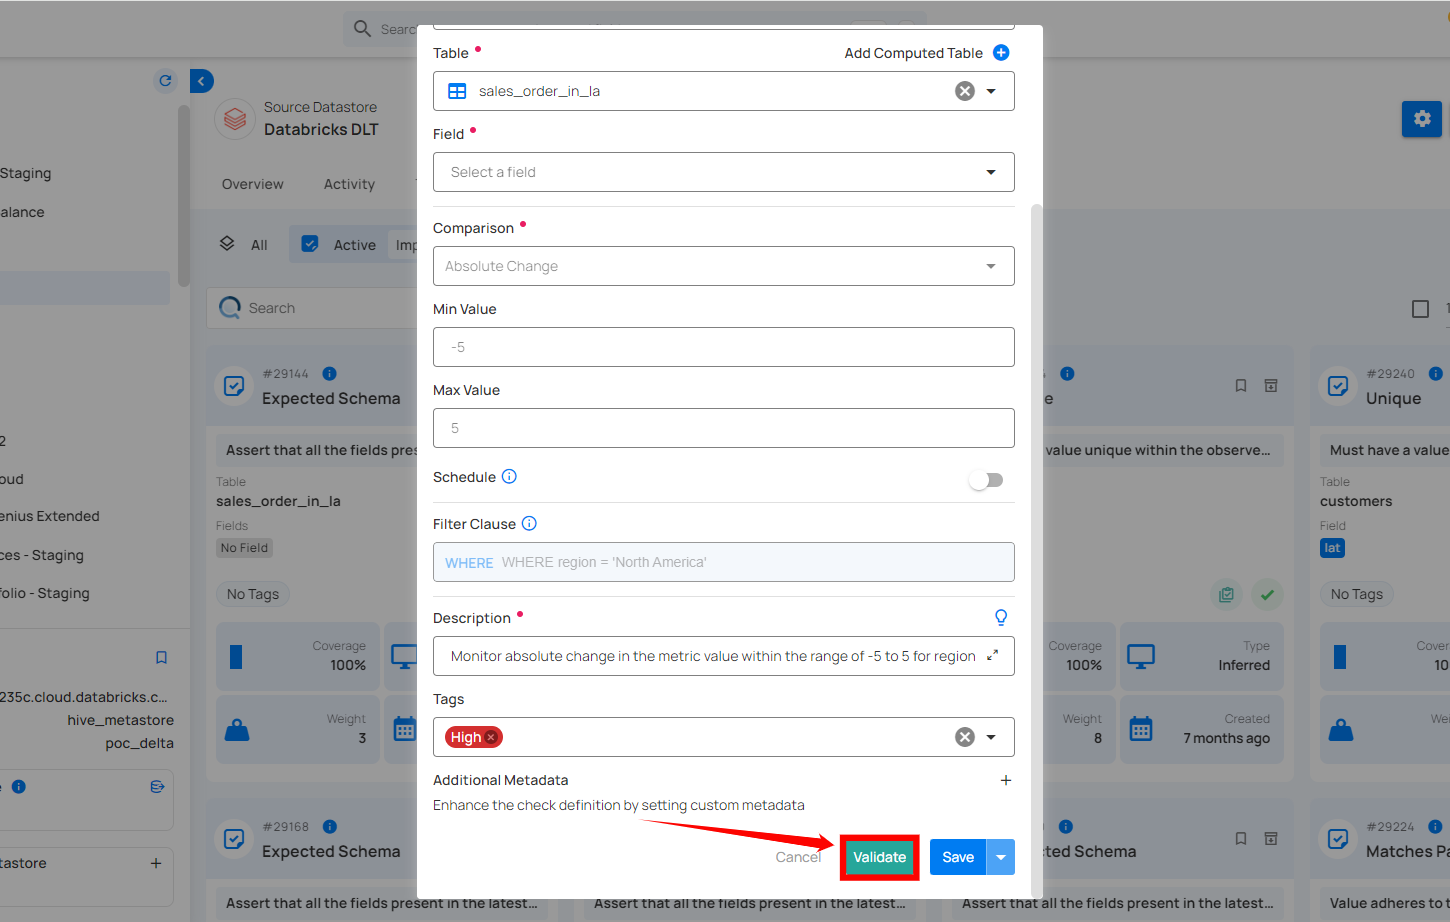 Searc
Source Datastore
Databricks DLT
Staging
alance
Overview
Activity
All
Active
Imp
Search
2
oud
enius Extended
ces - Staging
folio - Staging
235c.cloud.databricks.c...
hive_metastore
poc_delta
e
tastore
#29144
Expected Schema
Assert that all the fields pres
Table
sales_order_in_la
Fields
No Field
No Tags
Coverage
100%
Weight
3
#29168
Expected Schema
Assert that all the fields present in the latest...
Table
Add Computed Table
sales_order_in_la
Field
Select a field
Comparison
Absolute Change
Min Value
-5
Max Value
5
Schedule
Filter Clause
WHERE WHERE region = 'North America'
Description
Monitor absolute change in the metric value within the range of -5 to 5 for region
Tags
High
Additional Metadata
Enhance the check definition by setting custom metadata
Cancel
Validate
Save
Assert that all the fields present in the latest...
e
value unique within the observe...
Coverage
100%
Type
Inferred
Weight
8
Created
7 months ago
cted Schema
Assert that all the fields present in the latest...
#29240
Unique
Must have a value
Table
customers
Field
lat
No Tags
Cover
10
We
#29224
Matches Pa
Value adheres to t